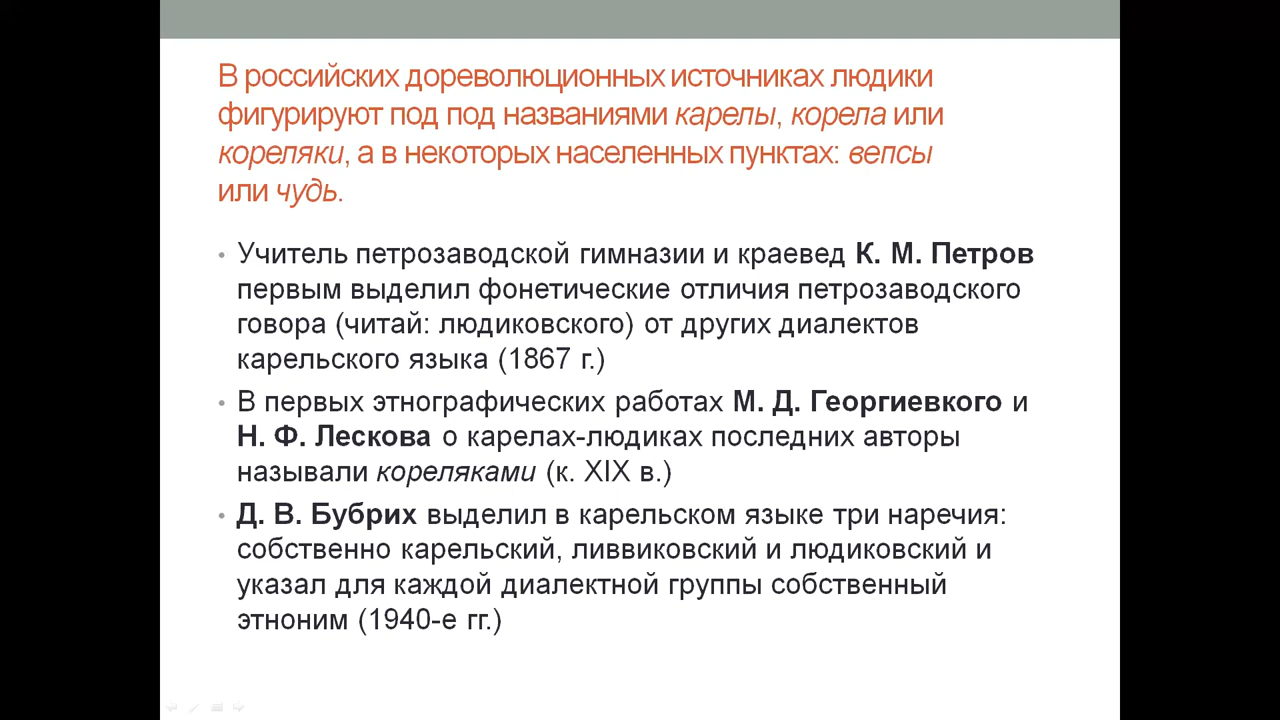 В российских дореволюционных источниках людики
фигурируют под под названиями карелы, корела или
кореляки, а в некоторых населенных пунктах: вепсы
или чудь.
• Учитель петрозаводской гимназии и краевед К. М. Петров
первым выделил фонетические отличия петрозаводского
говора (читай: людиковского) от других диалектов
карельского языка (1867 г.)
• В первых этнографических работах М. Д. Георгиевкого и
Н. Ф. Лескова о карелах-людиках последних авторы
называли кореляками (к. XIX в.)
• Д. В. Бубрих выделил в карельском языке три наречия:
собственно карельский, ливвиковский и людиковский и
указал для каждой диалектной группы собственный
этноним (1940-е гг.)